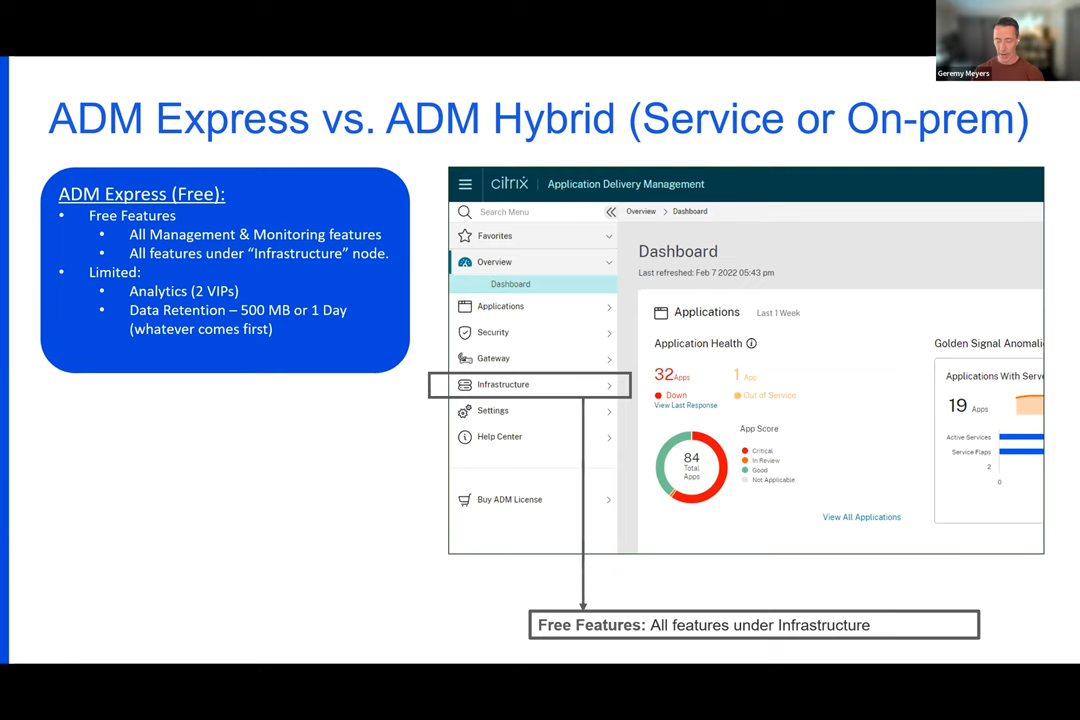 Geremy Meyers
ADM Express vs. ADM Hybrid (Service or On-prem)
ADM Express (Free):
• Free Features
• All Management & Monitoring features
• All features under “Infrastructure” node.
• Limited:
• Analytics (2 VIPs)
• Data Retention – 500 MB or 1 Day
(whatever comes first)
citrix | Application Delivery Management
Search Menu
Favorites
Overview
Dashboard
Applications
Security
Gateway
Infrastructure
Settings
Help Center
Buy ADM License
Overview > Dashboard
Dashboard
Last refreshed: Feb 7 2022 05:43 pm
Applications Last 1 Week
Application Health
32 Apps
Down
View Last Response
1 App
Out of Service
84
Total
Apps
App Score
Critical
In Review
Good
Not Applicable
View All Applications
Golden Signal Anomali
Applications With Serve
19 Apps
Active Services
Service Flaps
2
0
Free Features: All features under Infrastructure